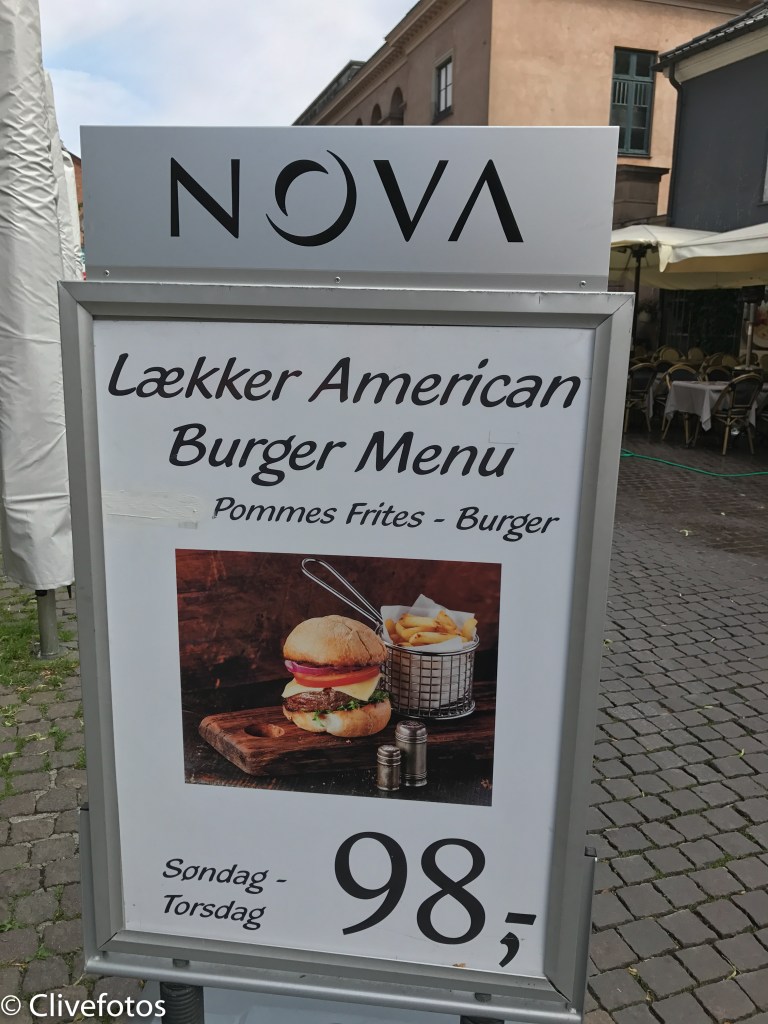 NOVA
Lækker American
Burger Menu
Pommes Frites - Burger
Søndag -
Torsdag
98,-
© Clivefotos